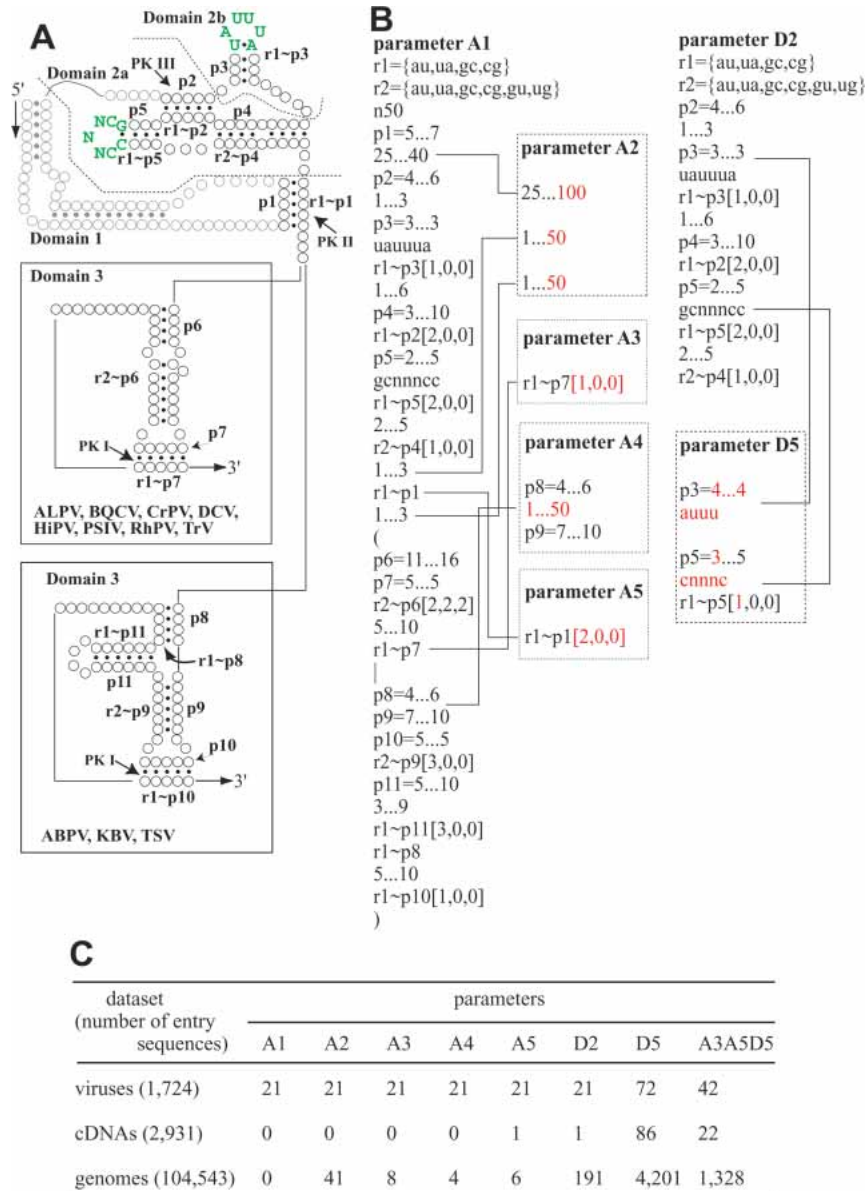 A
Domain 2b
UUU
A U
U A
PK III
r1~p3
p3
Domain 2a
p2
5'
p5
p4
r1~p2
NCG
N
NNCC
r1~p5
r2~p4
p1
r1~p1
PK II
Domain 1
Domain 3
p6
r2~p6
p7
PK I
3'
r1~p7
ALPV, BQCV, CrPV, DCV,
HiPV, PSIV, RhPV, TrV
Domain 3
p8
r1~p11
r1~p8
p11
r2~p9
p9
p10
PK I
3'
r1~p10
ABPV, KBV, TSV
B
parameter A1
r1={au,ua,gc,cg}
r2={au,ua,gc,cg,gu,ug}
n50
p1=5...7
25...40
p2=4...6
1...3
p3=3...3
uauuua
r1~p3[1,0,0]
1...6
p4=3...10
r1~p2[2,0,0]
p5=2...5
gcnnncc
r1~p5[2,0,0]
2...5
r2~p4[1,0,0]
1...3
r1~p1
1...3
(
p6=11...16
p7=5...5
r2~p6[2,2,2]
5...10
r1~p7
|
p8=4...6
p9=7...10
p10=5...5
r2~p9[3,0,0]
p11=5...10
3...9
r1~p11[3,0,0]
r1~p8
5...10
r1~p10[1,0,0]
)
parameter A2
25...100
1...50
1...50
parameter A3
r1~p7[1,0,0]
parameter A4
p8=4...6
1...50
p9=7...10
parameter A5
r1~p1[2,0,0]
parameter D2
r1={au,ua,gc,cg}
r2={au,ua,gc,cg,gu,ug}
p2=4...6
1...3
p3=3...3
uauuua
r1~p3[1,0,0]
1...6
p4=3...10
r1~p2[2,0,0]
p5=2...5
gcnnncc
r1~p5[2,0,0]
2...5
r2~p4[1,0,0]
parameter D5
p3=4...4
auuu
p5=3...5
cnnnc
r1~p5[1,0,0]
C
dataset
(number of entry
sequences)
parameters
A1 A2 A3 A4 A5 D2 D5 A3A5D5
viruses (1,724) 21 21 21 21 21 21 72 42
cDNAs (2,931) 0 0 0 0 1 1 86 22
genomes (104,543) 0 41 8 4 6 191 4,201 1,328